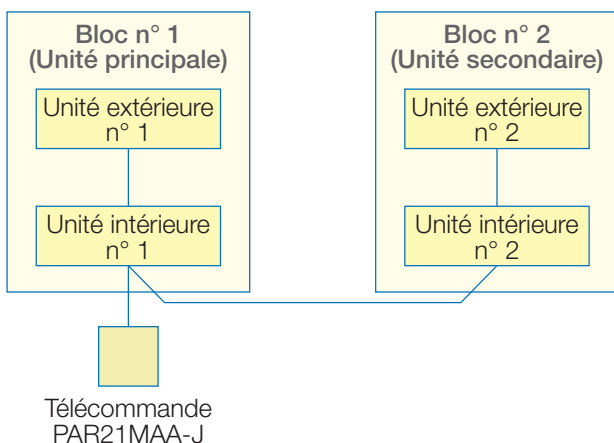 Bloc n° 1
(Unité principale)
Unité extérieure
n° 1
Unité intérieure
n° 1
Télécommande
PAR21MAA-J
Bloc n° 2
(Unité secondaire)
Unité extérieure
n° 2
Unité intérieure
n° 2